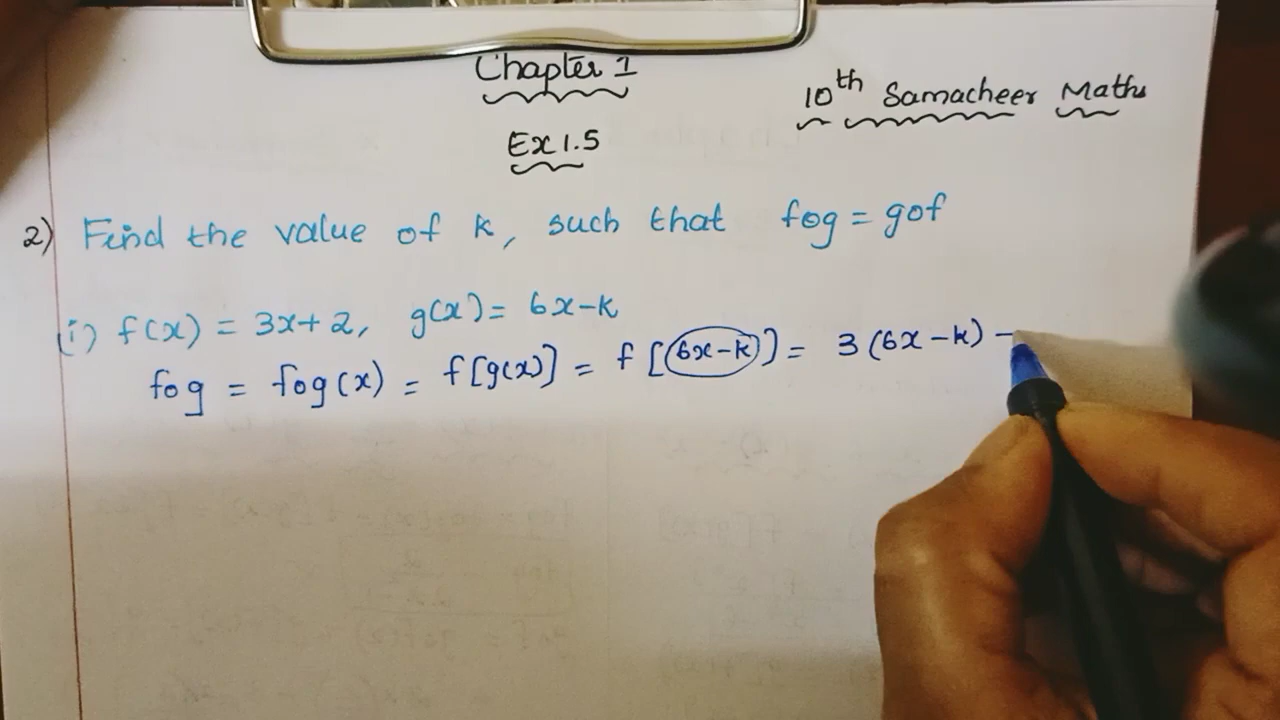 Chapter 1
10th Samacheer Maths
Ex 1.5
2) Find the value of k, such that fog = gof
(i) f(x) = 3x+2, g(x) = 6x-k
fog = fog(x) = f[g(x)] = f[(6x-k)] = 3(6x-k) -